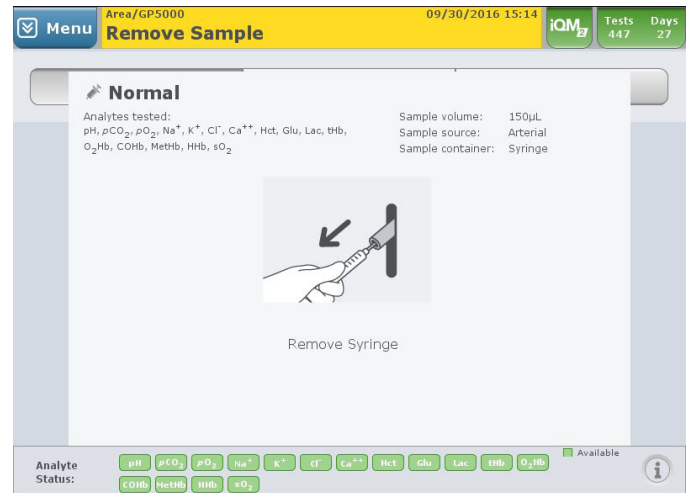 Menu
Area/GP5000
09/30/2016 15:14
Remove Sample
iQM2
Tests Days
447 27
Normal
Analytes tested:
pH, pCO2, pO2, Na+, K+, Cl-, Ca++, Hct, Glu, Lac, tHb,
O2Hb, COHb, MetHb, HHb, sO2
Sample volume: 150µL
Sample source: Arterial
Sample container: Syringe
Remove Syringe
Analyte
Status:
pH pCO2 pO2 Na+ K+ Cl- Ca++ Hct Glu Lac tHb O2Hb
COHb MetHb HHb sO2
Available
i